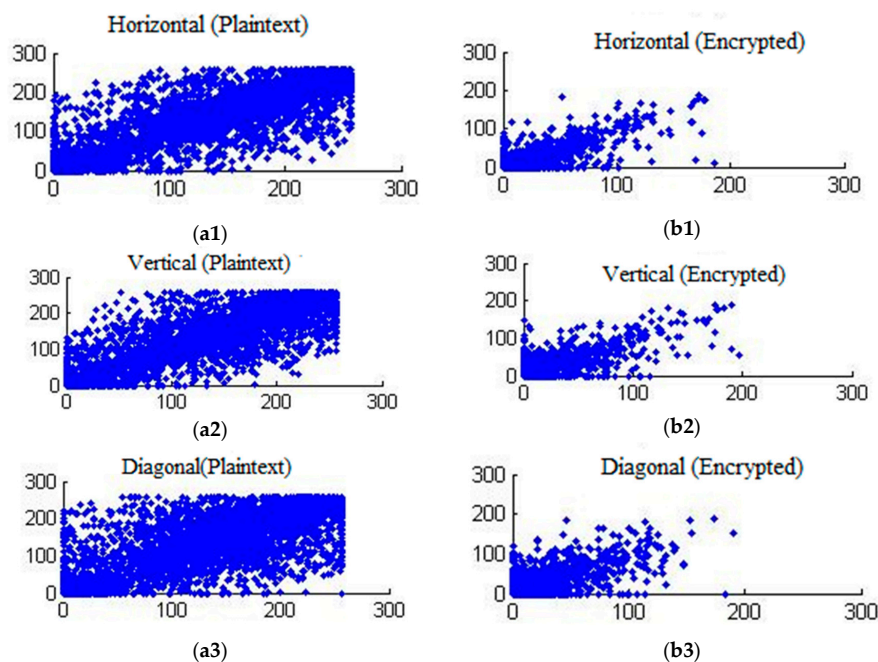 Horizontal (Plaintext)
300
200
100
0
0 100 200 300
(a1)
Horizontal (Encrypted)
300
200
100
0
0 100 200 300
(b1)
Vertical (Plaintext)
300
200
100
0
0 100 200 300
(a2)
Vertical (Encrypted)
300
200
100
0
0 100 200 300
(b2)
Diagonal(Plaintext)
300
200
100
0
0 100 200 300
(a3)
Diagonal (Encrypted)
300
200
100
0
0 100 200 300
(b3)